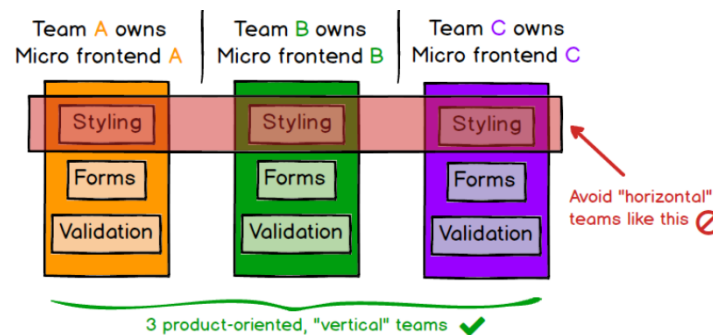 Team A owns
Micro frontend A
Team B owns
Micro frontend B
Team C owns
Micro frontend C
Styling
Forms
Validation
Styling
Forms
Validation
Styling
Forms
Validation
Avoid "horizontal"
teams like this
3 product-oriented, "vertical" teams